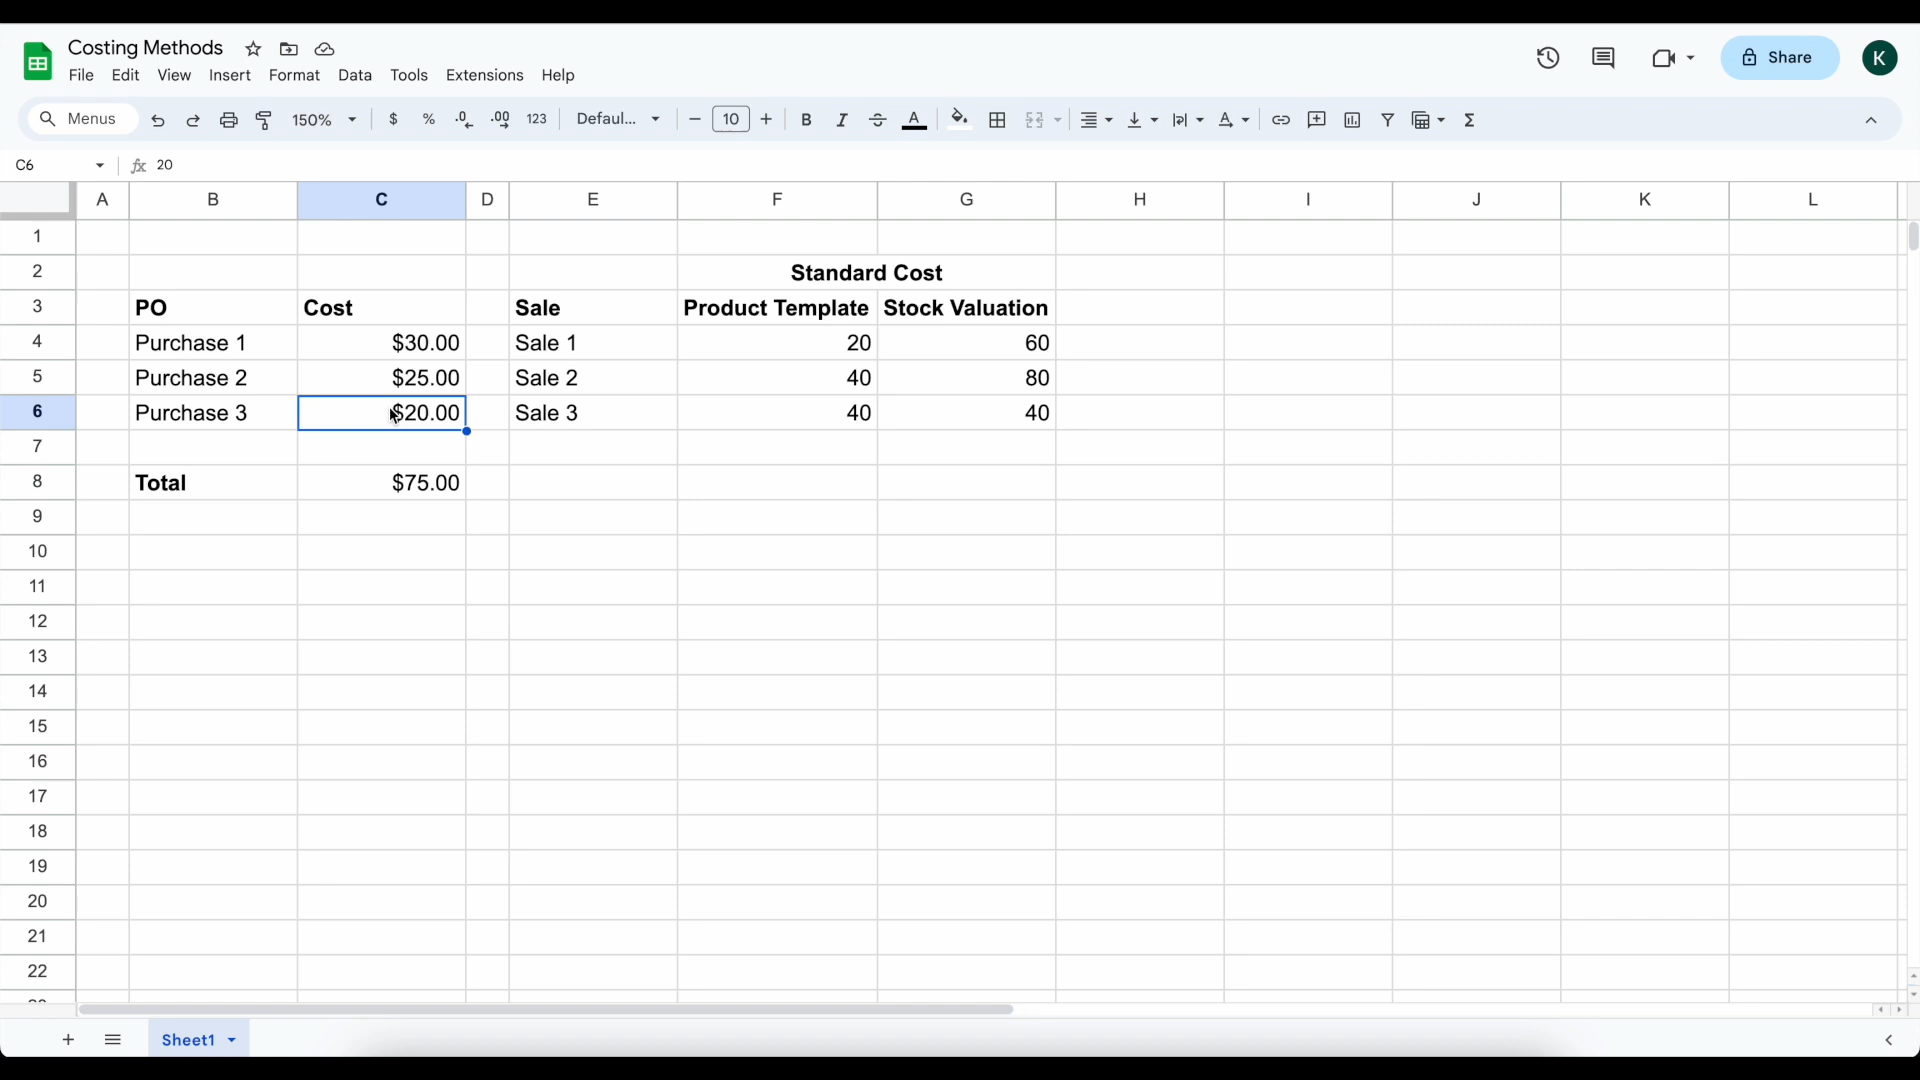 Costing Methods
File Edit View Insert Format Data Tools Extensions Help
Share
K
Menus 150% $ % .0 .00 123 Defaul... 10 B I S A Σ
C6 fx 20
A B C D E F G H I J K L
1
2 Standard Cost
3 PO Cost Sale Product Template Stock Valuation
4 Purchase 1 $30.00 Sale 1 20 60
5 Purchase 2 $25.00 Sale 2 40 80
6 Purchase 3 $20.00 Sale 3 40 40
7
8 Total $75.00
9
10
11
12
13
14
15
16
17
18
19
20
21
22
Sheet1